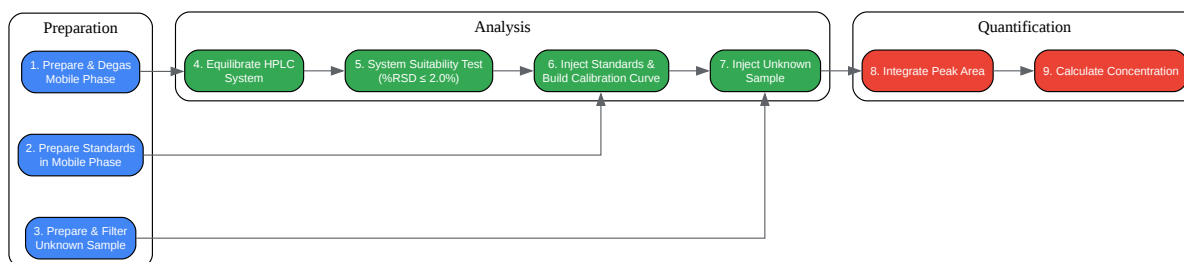 Preparation
1. Prepare & Degas
Mobile Phase
2. Prepare Standards
in Mobile Phase
3. Prepare & Filter
Unknown Sample
Analysis
4. Equilibrate HPLC
System
5. System Suitability Test
(%RSD ≤ 2.0%)
6. Inject Standards &
Build Calibration Curve
7. Inject Unknown
Sample
Quantification
8. Integrate Peak Area
9. Calculate Concentration